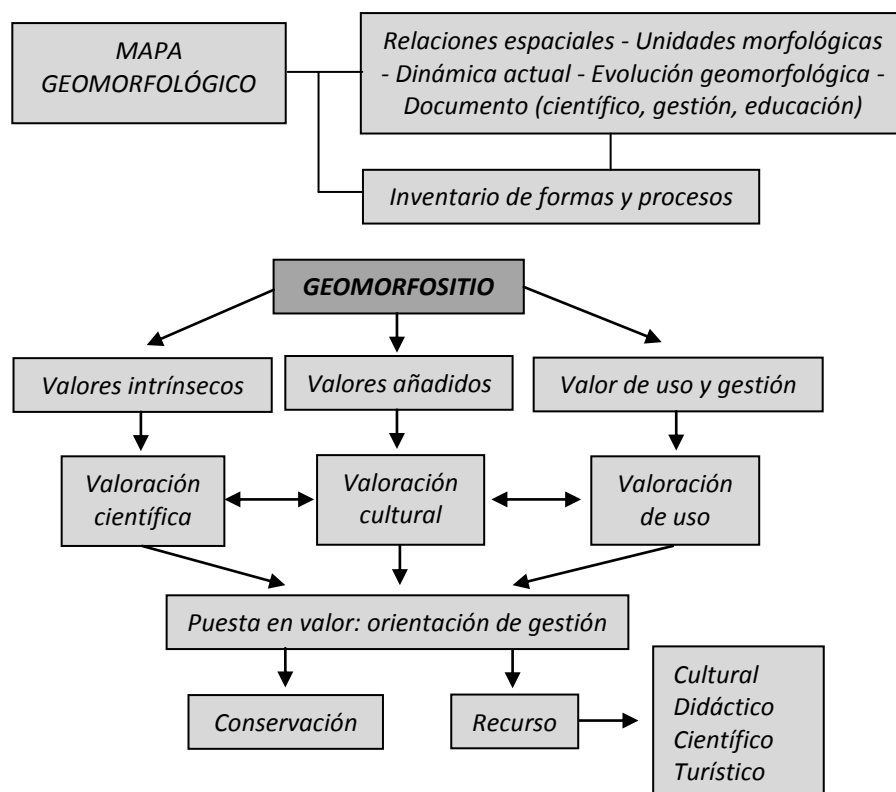 MAPA
GEOMORFOLÓGICO
Relaciones espaciales - Unidades morfológicas
- Dinámica actual - Evolución geomorfológica -
Documento (científico, gestión, educación)
Inventario de formas y procesos
GEOMORFOSITIO
Valores intrínsecos
Valores añadidos
Valor de uso y gestión
Valoración
científica
Valoración
cultural
Valoración
de uso
Puesta en valor: orientación de gestión
Conservación
Recurso
Cultural
Didáctico
Científico
Turístico